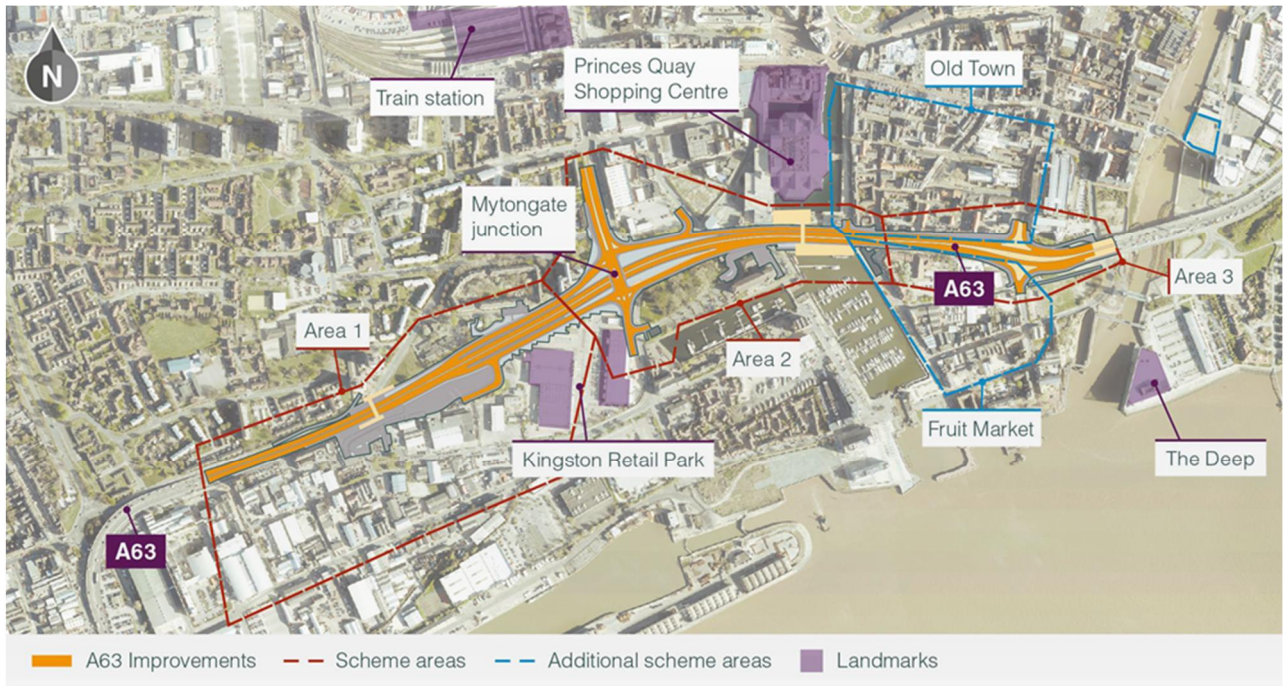 N
Train station
Princes Quay
Shopping Centre
Old Town
Mytongate
junction
Area 3
A63
Area 1
Area 2
Fruit Market
Kingston Retail Park
The Deep
A63
A63 Improvements
Scheme areas
Additional scheme areas
Landmarks